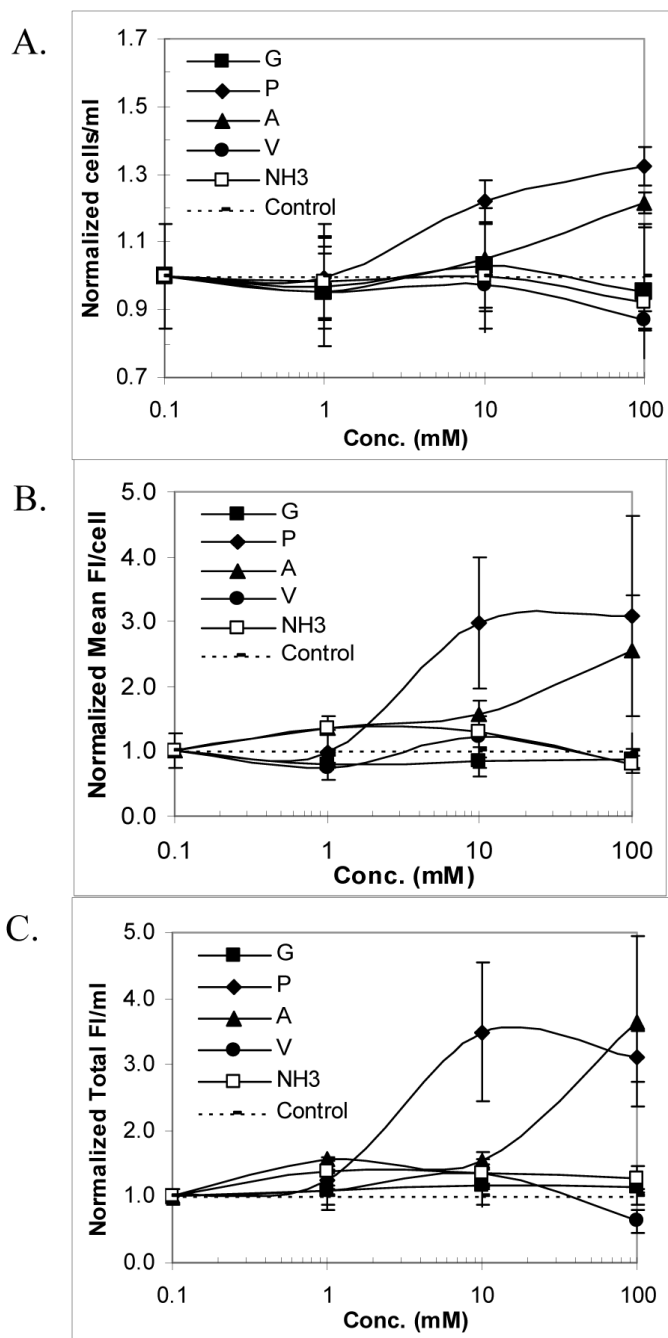 A.
Normalized cells/ml
1.7
1.5
1.3
1.1
0.9
0.7
G
P
A
V
NH3
Control
0.1
1
10
100
Conc. (mM)
B.
Normalized Mean Fl/cell
5.0
4.0
3.0
2.0
1.0
0.0
G
P
A
V
NH3
Control
0.1
1
10
100
Conc. (mM)
C.
Normalized Total Fl/ml
5.0
4.0
3.0
2.0
1.0
0.0
G
P
A
V
NH3
Control
0.1
1
10
100
Conc. (mM)